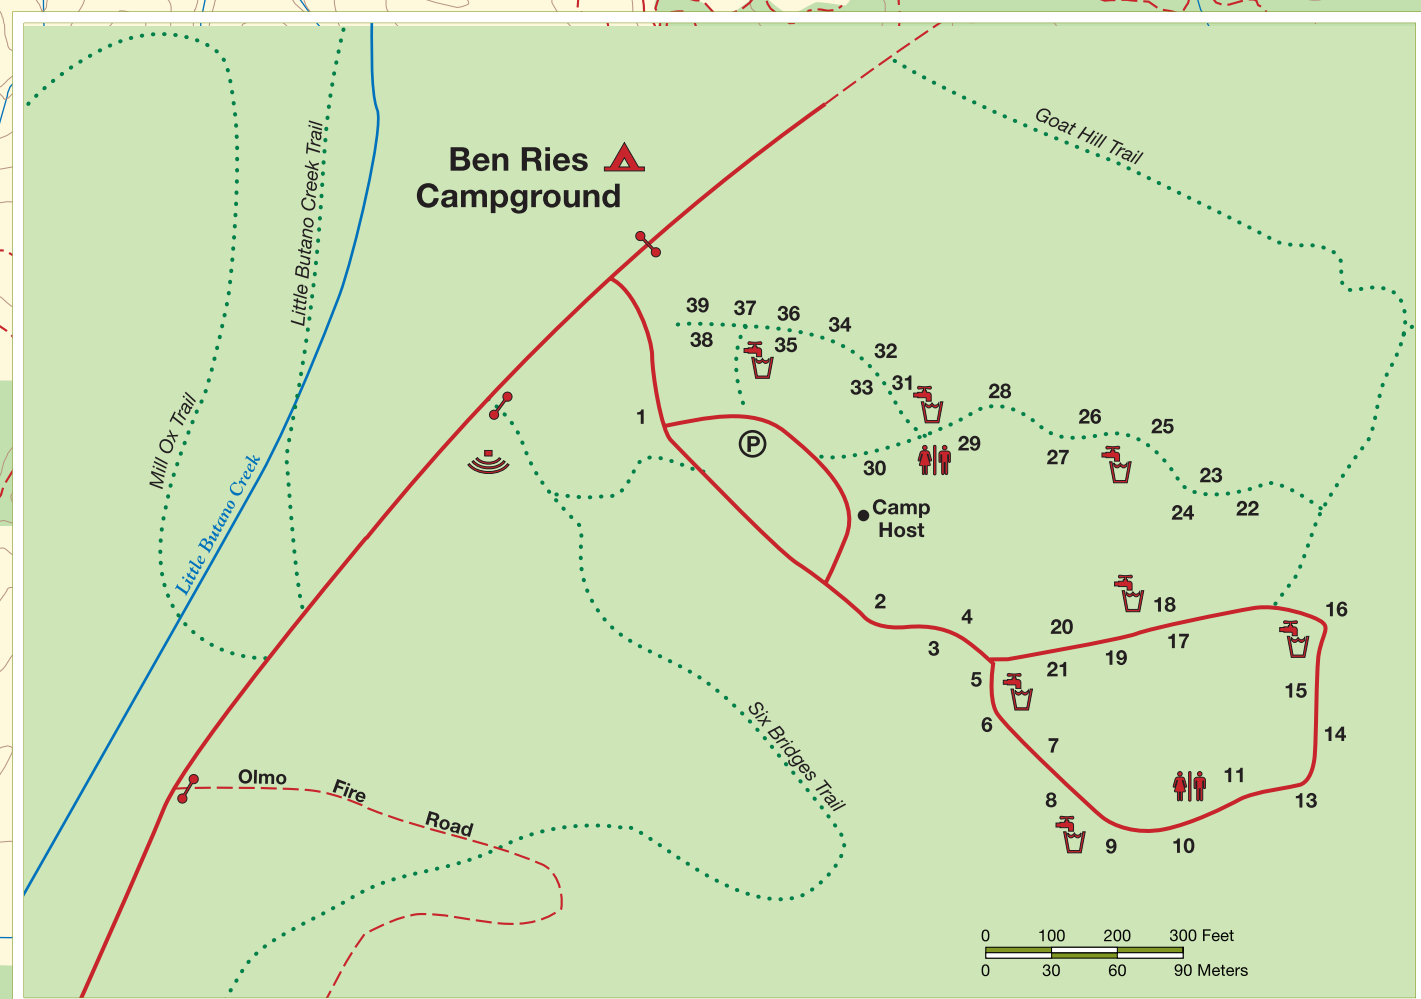 Goat Hill Trail
Little Butano Creek Trail
Ben Ries
Campground
39
37
36
34
38
35
32
33
31
28
1
26
25
29
27
P
30
23
24
22
Mill Ox Trail
Little Butano Creek
Camp
Host
2
4
18
16
20
3
17
19
21
5
15
6
14
7
Six Bridges Trail
11
8
13
9
10
Olmo
Fire
Road
0 100 200 300 Feet
0 30 60 90 Meters